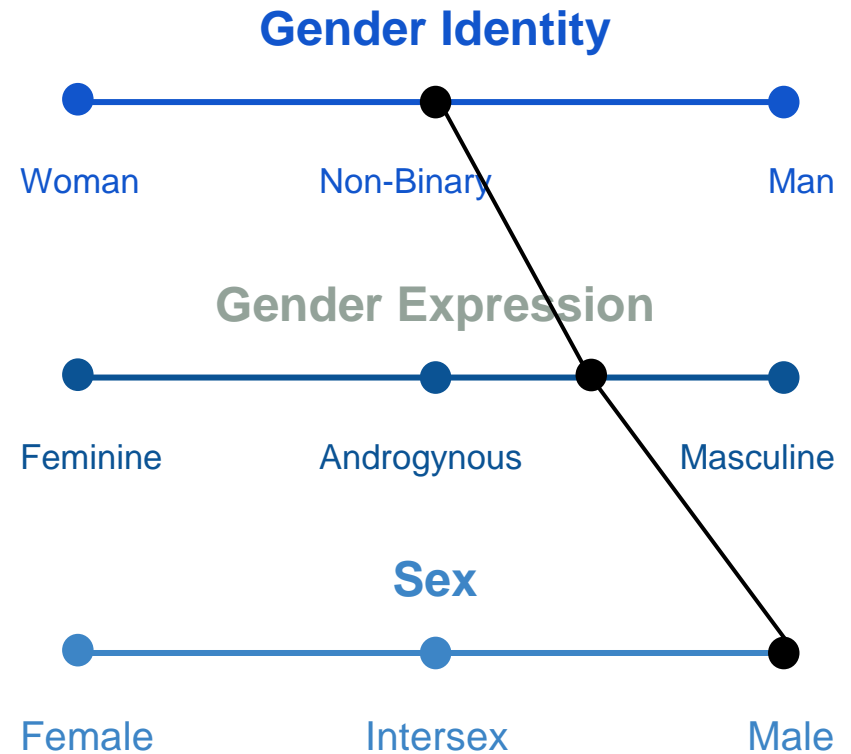 Gender Identity
Woman Non-Binary Man
Gender Expression
Feminine Androgynous Masculine
Sex
Female Intersex Male